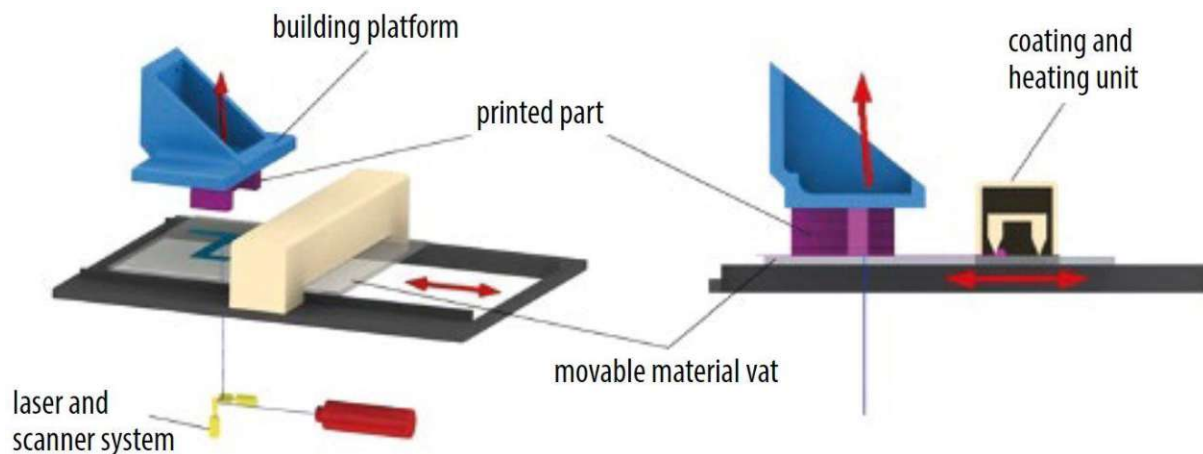 building platform
printed part
coating and
heating unit
movable material vat
laser and
scanner system